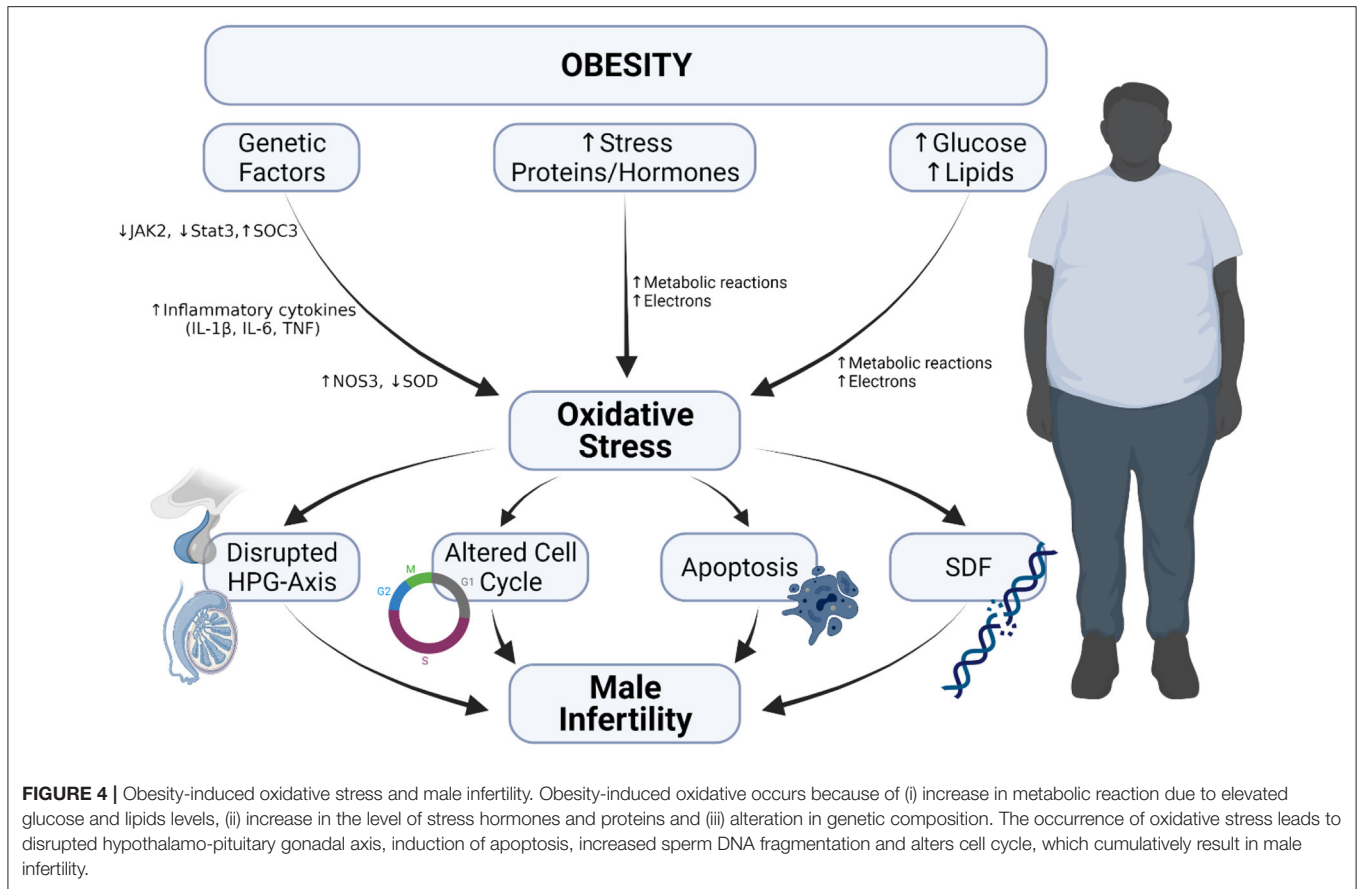 OBESITY
Genetic
Factors
↑Stress
Proteins/Hormones
↑Glucose
↑Lipids
↓JAK2, ↓Stat3,↑SOC3
↑Inflammatory cytokines
(IL-1β, IL-6, TNF)
↑NOS3, ↓SOD
↑Metabolic reactions
↑Electrons
↑Metabolic reactions
↑Electrons
Oxidative
Stress
Disrupted
HPG-Axis
Altered Cell
Cycle
M
G1
G2
S
Apoptosis
SDF
Male
Infertility
FIGURE 4 | Obesity-induced oxidative stress and male infertility. Obesity-induced oxidative occurs because of (i) increase in metabolic reaction due to elevated
glucose and lipids levels, (ii) increase in the level of stress hormones and proteins and (iii) alteration in genetic composition. The occurrence of oxidative stress leads to
disrupted hypothalamo-pituitary gonadal axis, induction of apoptosis, increased sperm DNA fragmentation and alters cell cycle, which cumulatively result in male
infertility.